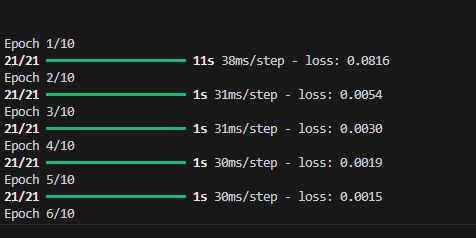 Epoch 1/10
21/21 11s 38ms/step - loss: 0.0816
Epoch 2/10
21/21 1s 31ms/step - loss: 0.0054
Epoch 3/10
21/21 1s 31ms/step - loss: 0.0030
Epoch 4/10
21/21 1s 30ms/step - loss: 0.0019
Epoch 5/10
21/21 1s 30ms/step - loss: 0.0015
Epoch 6/10